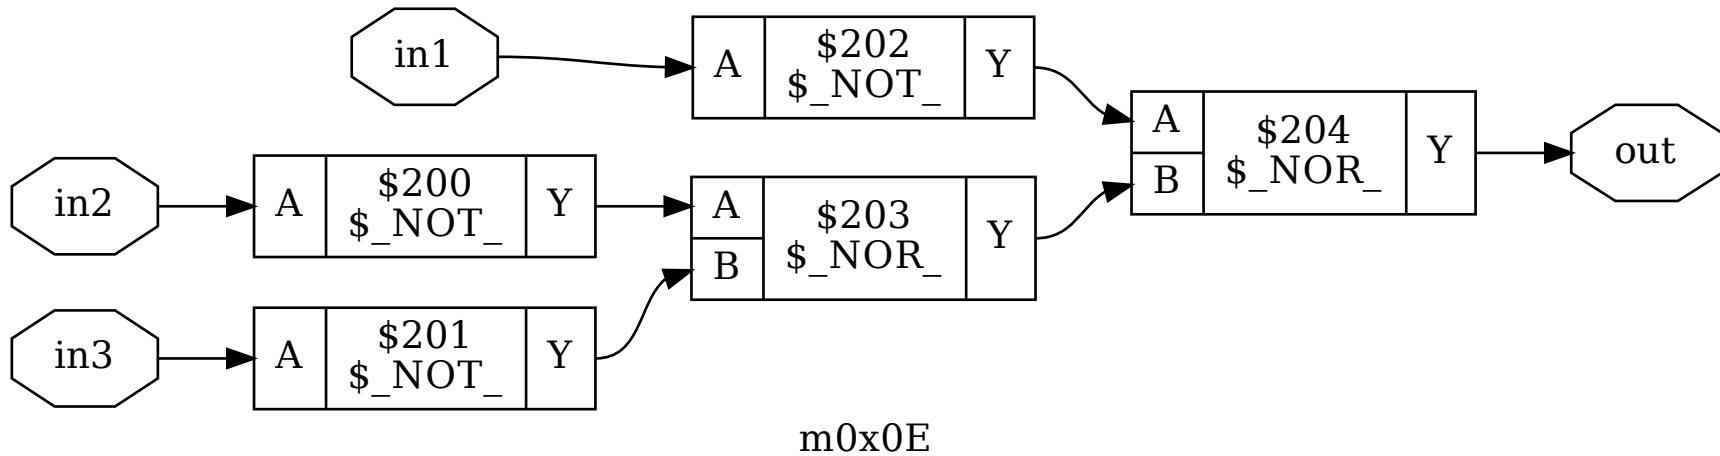 in1
A
$202
$_NOT_
Y
in2
A
$200
$_NOT_
Y
in3
A
$201
$_NOT_
Y
A
B
$203
$_NOR_
Y
A
B
$204
$_NOR_
Y
out
m0x0E